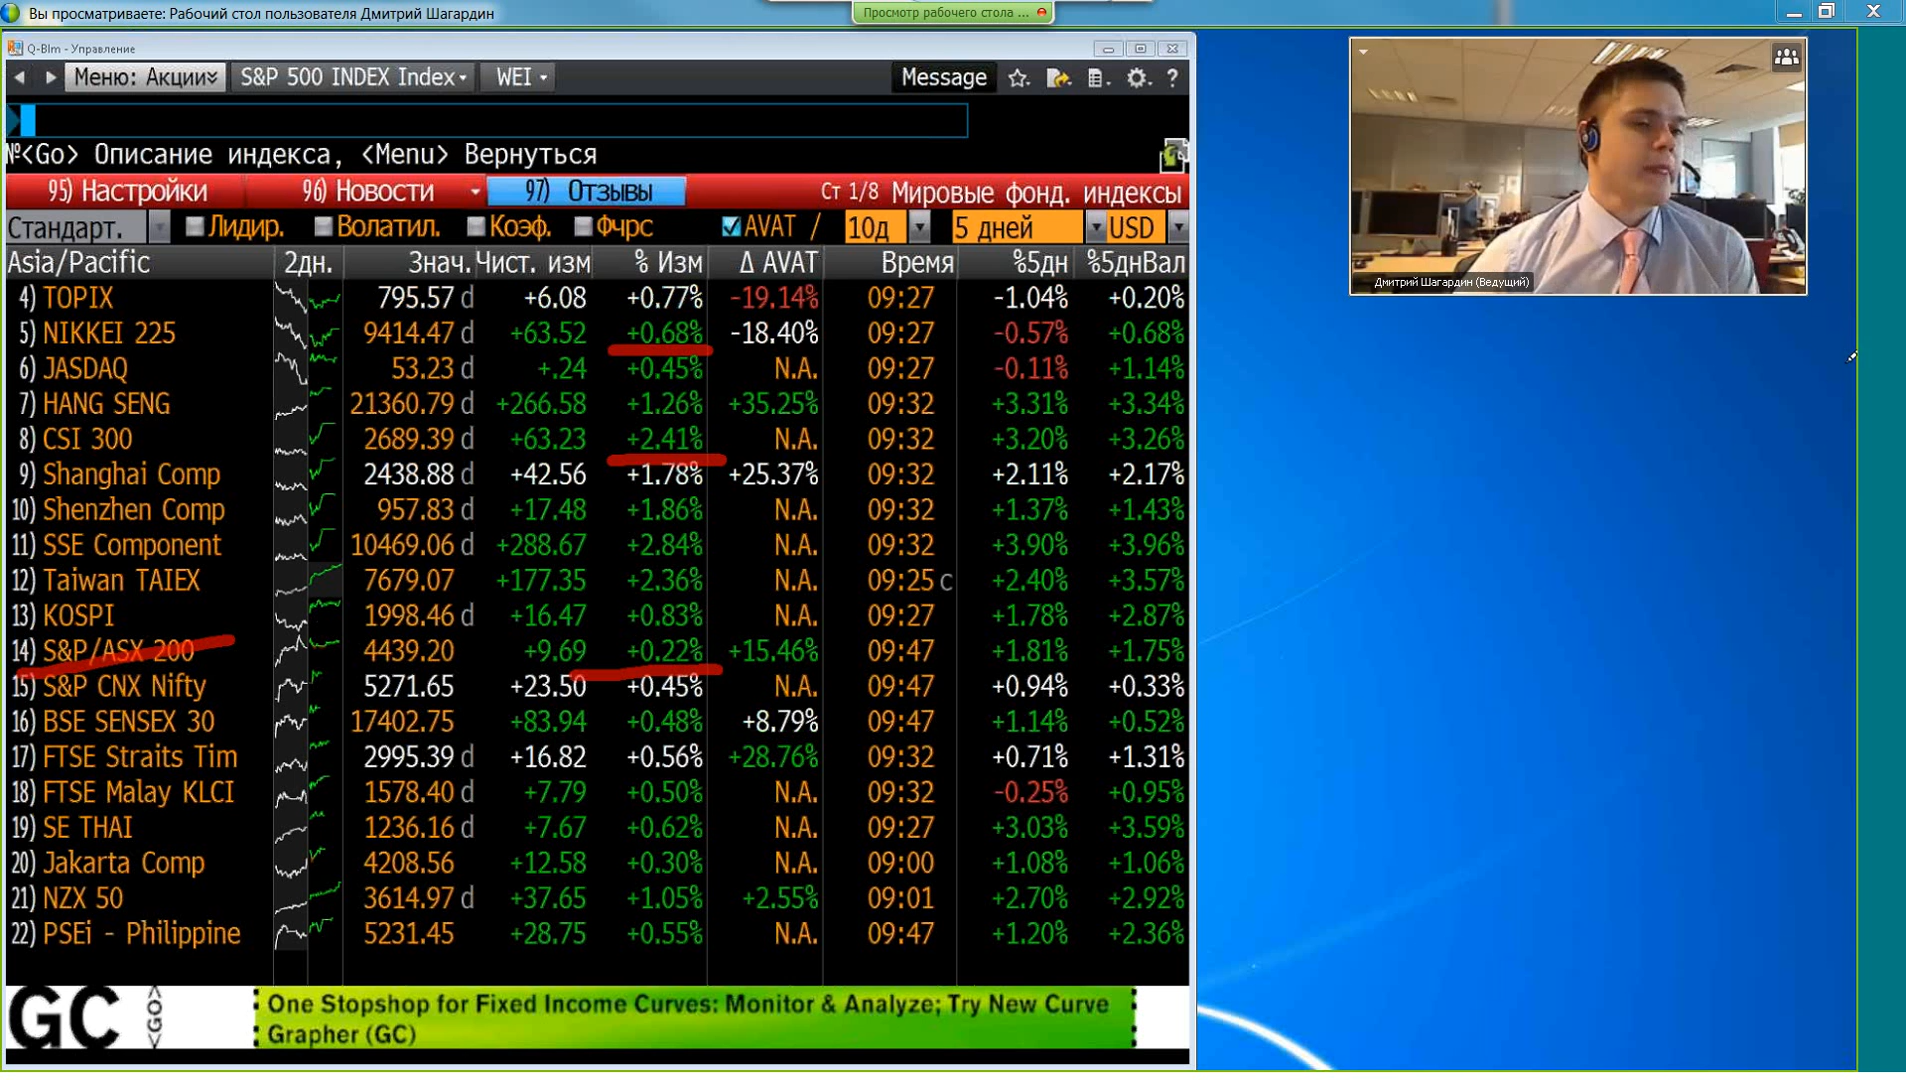 Вы просматриваете: Рабочий стол пользователя Дмитрий Шагардин
Просмотр рабочего стола ...
Q-Blm - Управление
Меню: Акции S&P 500 INDEX Index WEI Message ?
№<Go> Описание индекса, <Menu> Вернуться
95) Настройки 96) Новости 97) Отзывы Ст 1/8 Мировые фонд. индексы
Стандарт. Лидир. Волатил. Коэф. Фчрс AVAT / 10д 5 дней USD
Asia/Pacific 2дн. Знач. Чист. изм % Изм Δ AVAT Время %5дн %5днВал
4) TOPIX 795.57 d +6.08 +0.77% -19.14% 09:27 -1.04% +0.20%
5) NIKKEI 225 9414.47 d +63.52 +0.68% -18.40% 09:27 -0.57% +0.68%
6) JASDAQ 53.23 d +.24 +0.45% N.A. 09:27 -0.11% +1.14%
7) HANG SENG 21360.79 d +266.58 +1.26% +35.25% 09:32 +3.31% +3.34%
8) CSI 300 2689.39 d +63.23 +2.41% N.A. 09:32 +3.20% +3.26%
9) Shanghai Comp 2438.88 d +42.56 +1.78% +25.37% 09:32 +2.11% +2.17%
10) Shenzhen Comp 957.83 d +17.48 +1.86% N.A. 09:32 +1.37% +1.43%
11) SSE Component 10469.06 d +288.67 +2.84% N.A. 09:32 +3.90% +3.96%
12) Taiwan TAIEX 7679.07 +177.35 +2.36% N.A. 09:25 c +2.40% +3.57%
13) KOSPI 1998.46 d +16.47 +0.83% N.A. 09:27 +1.78% +2.87%
14) S&P/ASX 200 4439.20 +9.69 +0.22% +15.46% 09:47 +1.81% +1.75%
15) S&P CNX Nifty 5271.65 +23.50 +0.45% N.A. 09:47 +0.94% +0.33%
16) BSE SENSEX 30 17402.75 +83.94 +0.48% +8.79% 09:47 +1.14% +0.52%
17) FTSE Straits Tim 2995.39 d +16.82 +0.56% +28.76% 09:32 +0.71% +1.31%
18) FTSE Malay KLCI 1578.40 d +7.79 +0.50% N.A. 09:32 -0.25% +0.95%
19) SE THAI 1236.16 d +7.67 +0.62% N.A. 09:27 +3.03% +3.59%
20) Jakarta Comp 4208.56 +12.58 +0.30% N.A. 09:00 +1.08% +1.06%
21) NZX 50 3614.97 d +37.65 +1.05% +2.55% 09:01 +2.70% +2.92%
22) PSEi - Philippine 5231.45 +28.75 +0.55% N.A. 09:47 +1.20% +2.36%
GC <GO> One Stopshop for Fixed Income Curves: Monitor & Analyze; Try New Curve
Grapher (GC)
Дмитрий Шагардин (Ведущий)